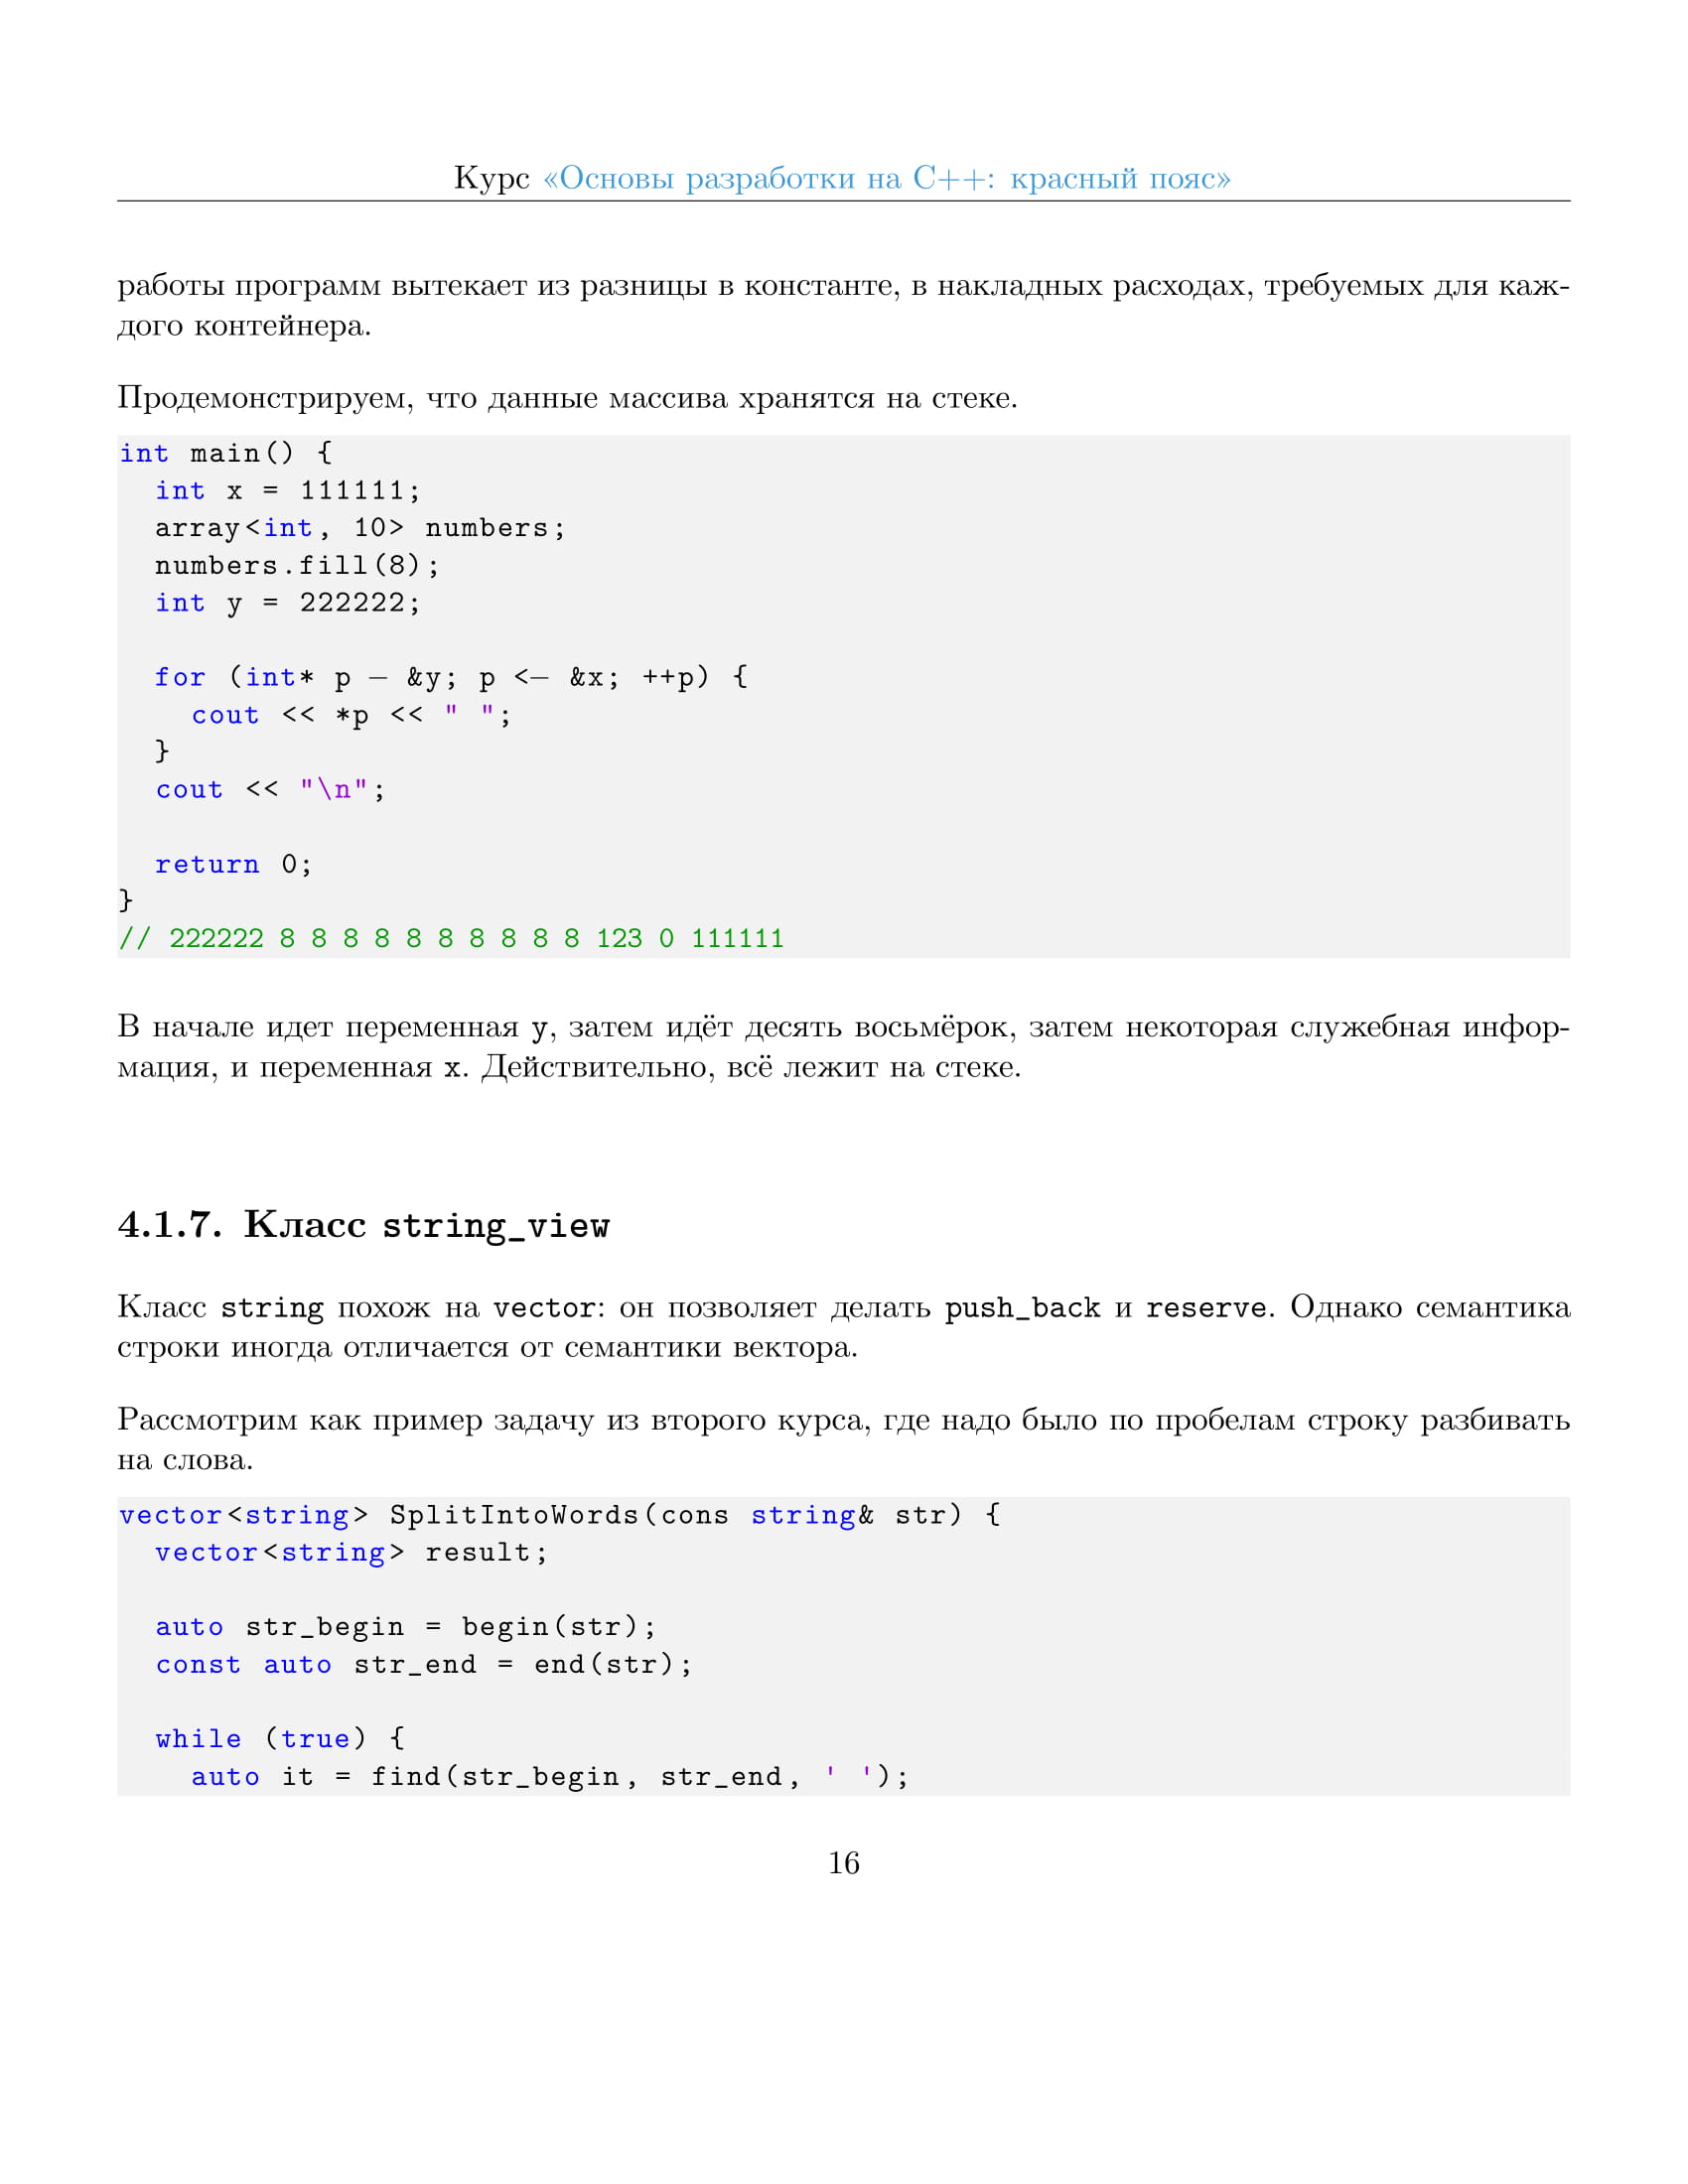 Курс «Основы разработки на C++: красный пояс»
работы программ вытекает из разницы в константе, в накладных расходах, требуемых для каж-
дого контейнера.
Продемонстрируем, что данные массива хранятся на стеке.
int main() {
  int x = 111111;
  array<int, 10> numbers;
  numbers.fill(8);
  int y = 222222;

  for (int* p − &y; p <− &x; ++p) {
    cout << *p << " ";
  }
  cout << "\n";

  return 0;
}
// 222222 8 8 8 8 8 8 8 8 8 8 123 0 111111
В начале идет переменная y, затем идёт десять восьмёрок, затем некоторая служебная инфор-
мация, и переменная x. Действительно, всё лежит на стеке.
4.1.7. Класс string_view
Класс string похож на vector: он позволяет делать push_back и reserve. Однако семантика
строки иногда отличается от семантики вектора.
Рассмотрим как пример задачу из второго курса, где надо было по пробелам строку разбивать
на слова.
vector<string> SplitIntoWords(cons string& str) {
  vector<string> result;

  auto str_begin = begin(str);
  const auto str_end = end(str);

  while (true) {
    auto it = find(str_begin, str_end, ' ');
16